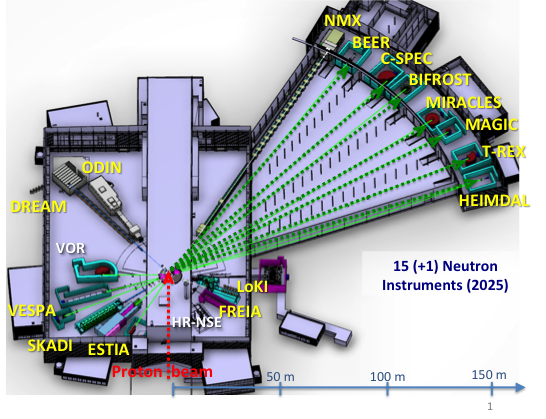 NMX
BEER
C-SPEC
BIFROST
MIRACLES
MAGIC
T-REX
HEIMDAL
ODIN
DREAM
VOR
VESPA
SKADI
ESTIA
LoKI
FREIA
HR-NSE
15 (+1) Neutron
Instruments (2025)
Proton beam
50 m
100 m
150 m
1